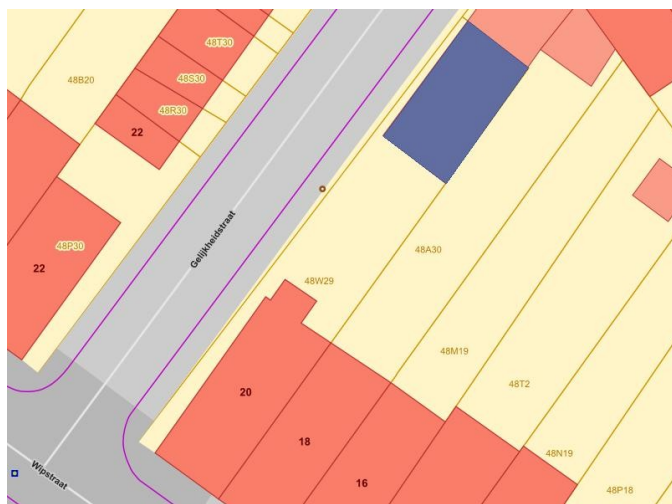 48T30
48B20
48S30
48R30
22
48P30
22
Gelijkheidstraat
48A30
48W29
48M19
48T2
20
18
16
48N19
48P18
Wipstraat